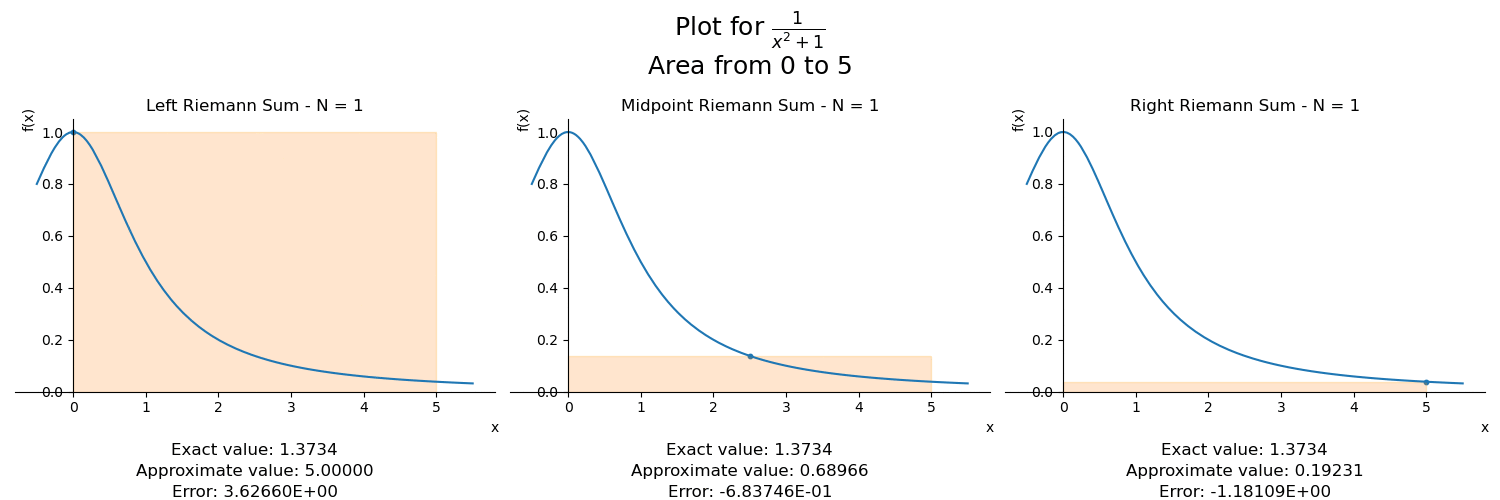 Plot for $\frac{1}{x^2+1}$
Area from 0 to 5
Left Riemann Sum - N = 1
f(x)
1.0
0.8
0.6
0.4
0.2
0.0
0 1 2 3 4 5
x
Exact value: 1.3734
Approximate value: 5.00000
Error: 3.62660E+00
Midpoint Riemann Sum - N = 1
f(x)
1.0
0.8
0.6
0.4
0.2
0.0
0 1 2 3 4 5
x
Exact value: 1.3734
Approximate value: 0.68966
Error: -6.83746E-01
Right Riemann Sum - N = 1
f(x)
1.0
0.8
0.6
0.4
0.2
0.0
0 1 2 3 4 5
x
Exact value: 1.3734
Approximate value: 0.19231
Error: -1.18109E+00